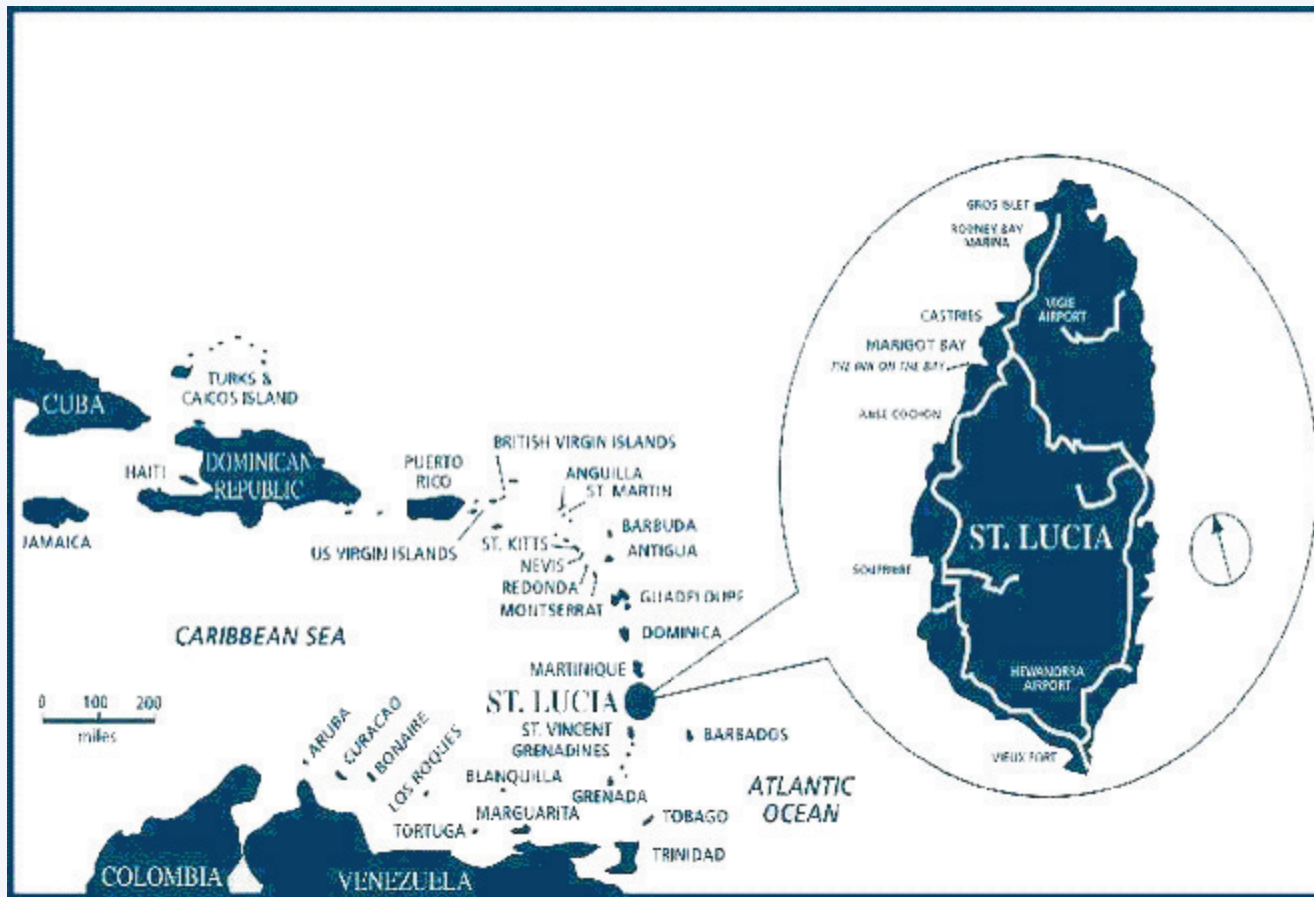 GROS ISLET
RODNEY BAY
MARINA
CASTRIES
VIGIE
AIRPORT
MARIGOT BAY
THE INN ON THE BAY
ANSE COCHON
ST. LUCIA
SOUFRIERE
HEWANORRA
AIRPORT
VIEUX FORT
TURKS &
CAICOS ISLAND
CUBA
HAITI
DOMINICAN
REPUBLIC
JAMAICA
PUERTO
RICO
BRITISH VIRGIN ISLANDS
US VIRGIN ISLANDS
ANGUILLA
ST. MARTIN
BARBUDA
ANTIGUA
ST. KITTS
NEVIS
REDONDA
MONTSERRAT
GUADELOUPE
DOMINICA
CARIBBEAN SEA
MARTINIQUE
ST. LUCIA
0 100 200
miles
ST. VINCENT
GRENADINES
BARBADOS
ARUBA
CURACAO
BONAIRE
LOS ROQUES
BLANQUILLA
GRENADA
ATLANTIC
OCEAN
MARGUARITA
TORTUGA
TOBAGO
TRINIDAD
COLOMBIA
VENEZUELA